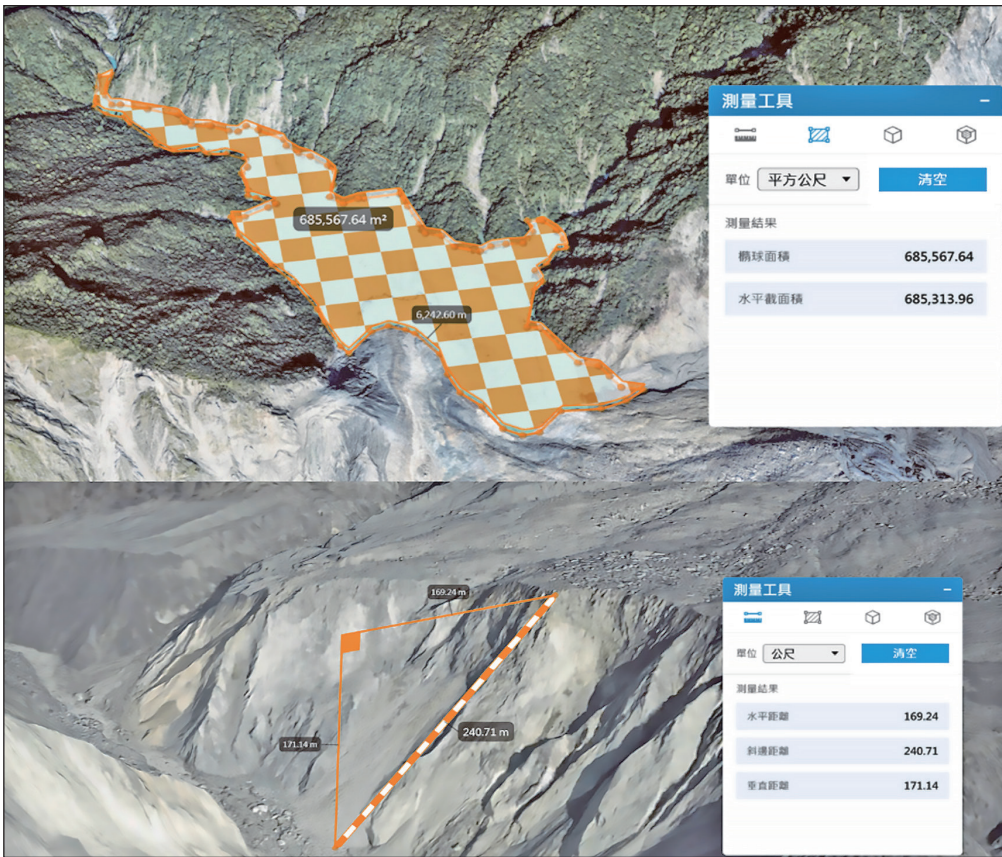 測量工具
單位 平方公尺 清空
測量結果
橢球面積 685,567.64
水平截面積 685,313.96
685,567.64 m²
6,242.60 m
測量工具
單位 公尺 清空
測量結果
水平距離 169.24
斜邊距離 240.71
垂直距離 171.14
169.24 m
240.71 m
171.14 m